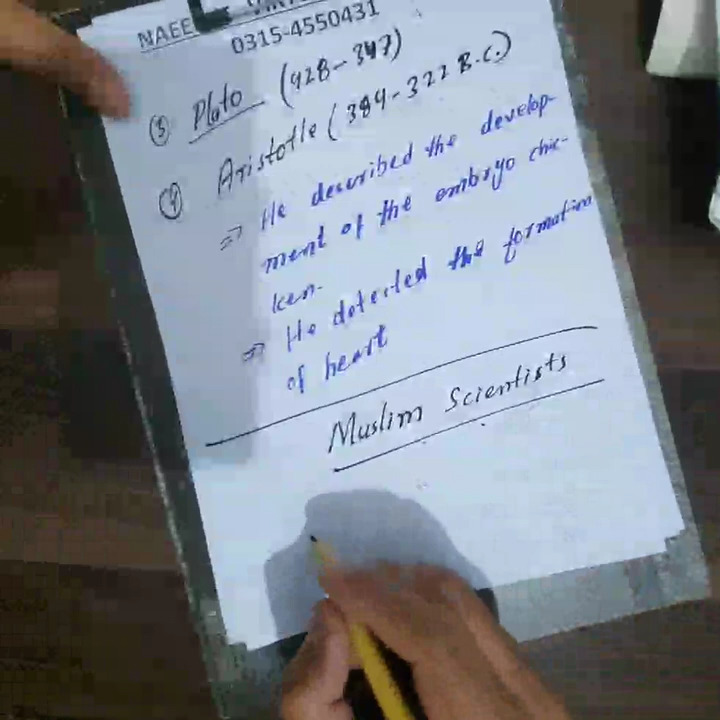 NAEE
0315-4550431
③ Plato (428-347)
④ Aristotle (384-322 B.C.)
⇒ He described the develop-
ment of the embryo chic-
ken.
⇒ He detected the formation
of heart
Muslim Scientists